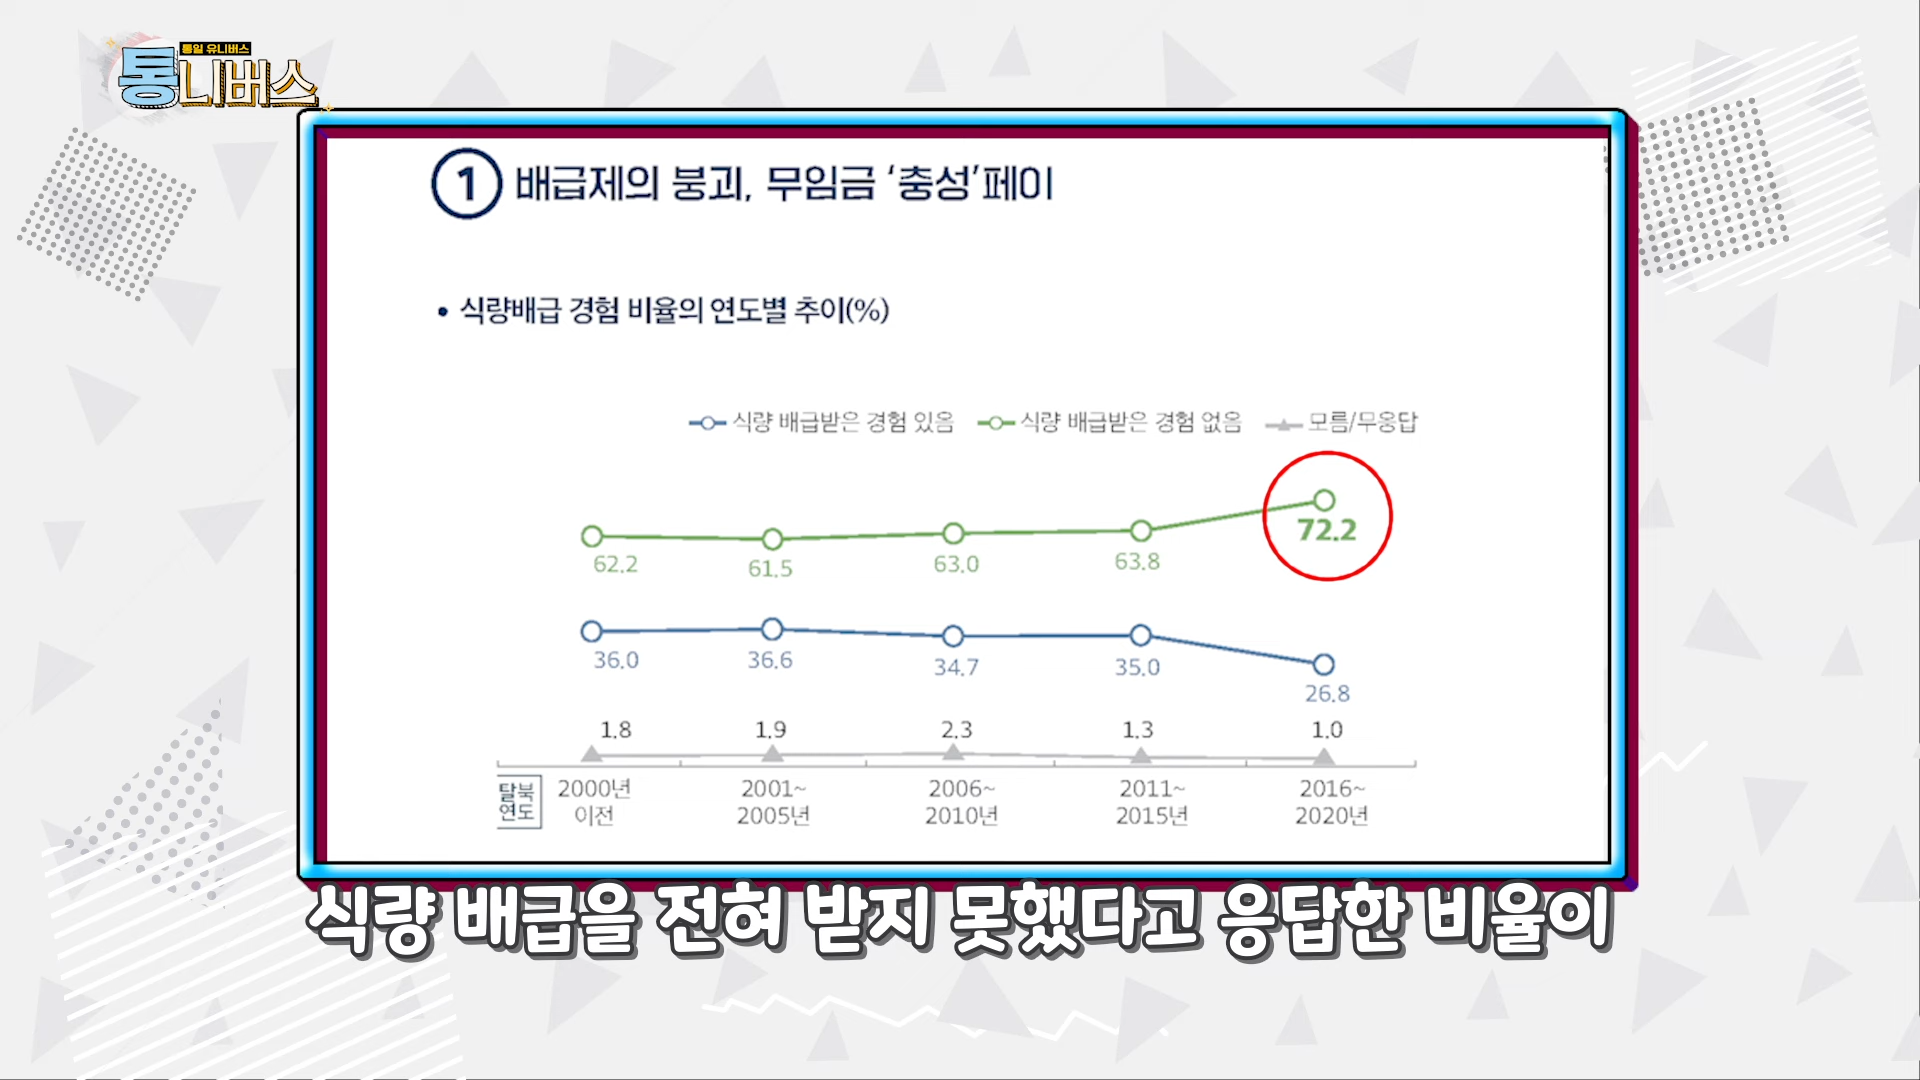 통일 유니버스
통니버스
1 배급제의 붕괴, 무임금 ‘충성’페이
• 식량배급 경험 비율의 연도별 추이(%)
식량 배급받은 경험 있음 식량 배급받은 경험 없음 모름/무응답
72.2
62.2 61.5 63.0 63.8
36.0 36.6 34.7 35.0
26.8
1.8 1.9 2.3 1.3 1.0
탈북
연도
2000년
이전
2001~
2005년
2006~
2010년
2011~
2015년
2016~
2020년
식량 배급을 전혀 받지 못했다고 응답한 비율이